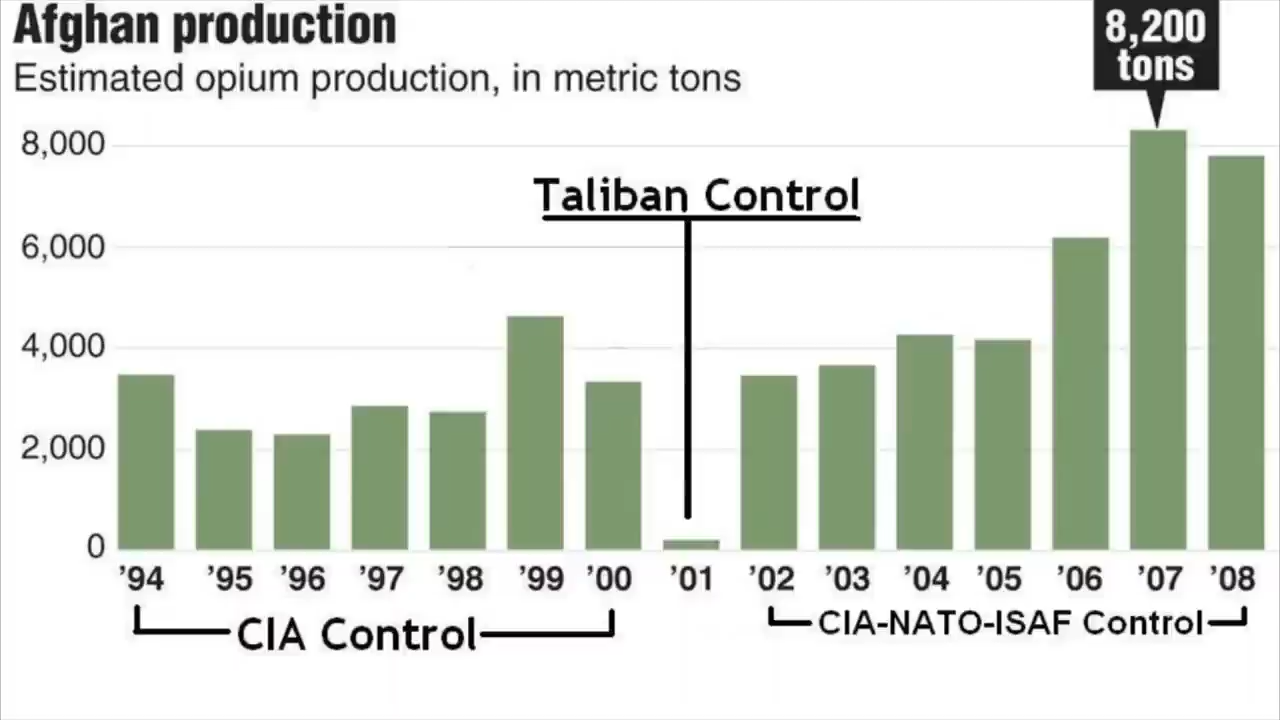 Afghan production
Estimated opium production, in metric tons
8,200
tons
8,000
6,000
4,000
2,000
0
Taliban Control
’94 ’95 ’96 ’97 ’98 ’99 ’00 ’01 ’02 ’03 ’04 ’05 ’06 ’07 ’08
CIA Control
CIA-NATO-ISAF Control